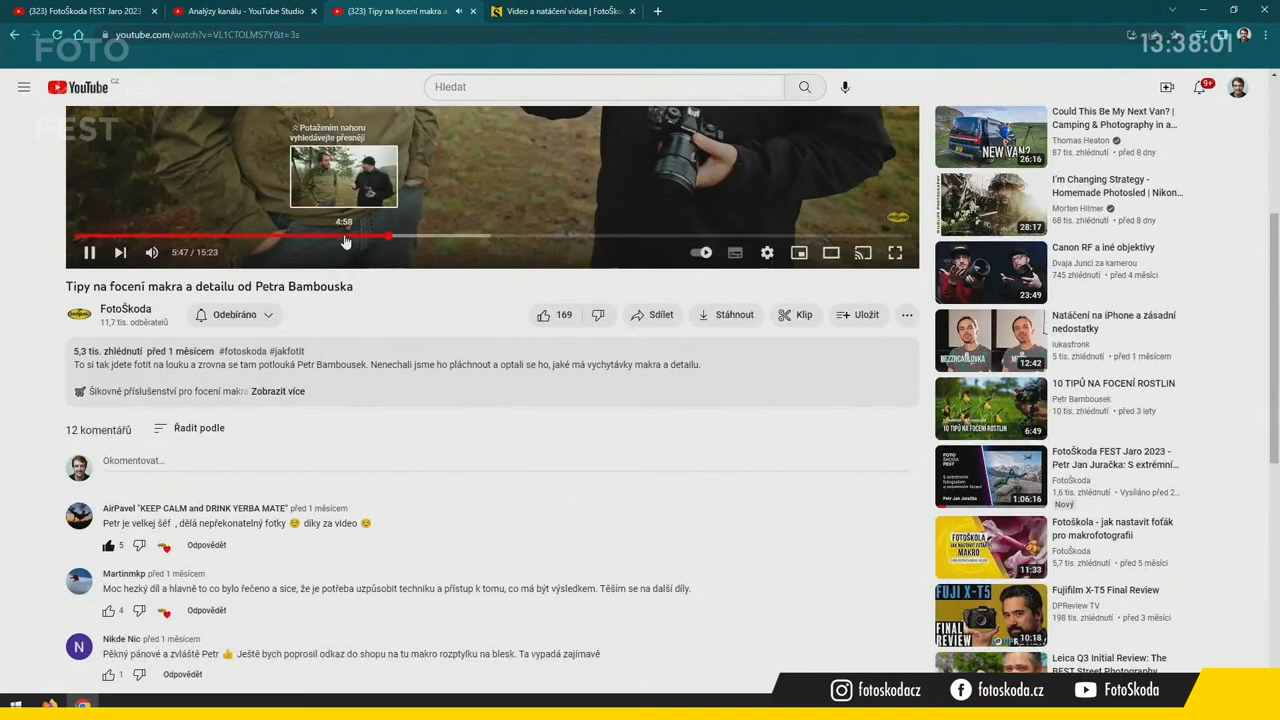 (323) FotoŠkoda FEST Jaro 2023
Analýzy kanálu - YouTube Studio
(323) Tipy na focení makra a
Video a natáčení videa | FotoŠk
youtube.com/watch?v=VL1CTOLMS7Y&t=3s
FOTO
13:38:01
YouTube CZ
Hledat
9+
FEST
Potažením nahoru
vyhledávejte přesněji
4:58
5:47 / 15:23
Tipy na focení makra a detailu od Petra Bambouska
FotoŠkoda
11,7 tis. odběratelů
Odebíráno
169
Sdílet
Stáhnout
Klip
Uložit
5,3 tis. zhlédnutí před 1 měsícem #fotoskoda #jakfotit
To si tak jdete fotit na louku a zrovna se tam potlouká Petr Bambousek. Nenechali jsme ho pláchnout a optali se ho, jaké má vychytávky makra a detailu.
Šikovné příslušenství pro focení makra Zobrazit více
12 komentářů
Řadit podle
Okomentovat...
AirPavel "KEEP CALM and DRINK YERBA MATE" před 1 měsícem
Petr je velkej šéf , dělá nepřekonatelný fotky ☺️ díky za video ☺️
5
Odpovědět
Martinmkp před 1 měsícem
Moc hezký díl a hlavně to co bylo řečeno a sice, že je potřeba uzpůsobit techniku a přístup k tomu, co má být výsledkem. Těším se na další díly.
4
Odpovědět
N
Nikde Nic před 1 měsícem
Pěkný pánové a zvláště Petr 👍 Ještě bych poprosil odkaz do shopu na tu makro rozptylku na blesk. Ta vypadá zajímavě
1
Odpovědět
NEW VAN?
26:16
Could This Be My Next Van? |
Camping & Photography in a...
Thomas Heaton
87 tis. zhlédnutí • před 8 dny
28:17
I'm Changing Strategy -
Homemade Photosled | Nikon...
Morten Hilmer
68 tis. zhlédnutí • před 8 dny
23:49
Canon RF a iné objektívy
Dvaja Junci za kamerou
745 zhlédnutí • před 4 měsíci
BEZZRCADLOVKA
12:42
Natáčení na iPhone a zásadní
nedostatky
lukasfronk
5 tis. zhlédnutí • před 1 měsícem
10 TIPŮ NA FOCENÍ ROSTLIN
6:49
10 TIPŮ NA FOCENÍ ROSTLIN
Petr Bambousek
10 tis. zhlédnutí • před 3 lety
FOTO
ŠKODA
FEST
S extrémním
fotografem
o extrémním focení
Petr Jan Juračka
1:06:16
FotoŠkoda FEST Jaro 2023 -
Petr Jan Juračka: S extrémní...
FotoŠkoda
1,6 tis. zhlédnutí • Vysíláno před 2...
Nový
FOTOŠKOLA
JAK NASTAVIT FOŤÁK
MAKRO
11:33
Fotoškola - jak nastavit foťák
pro makrofotografii
FotoŠkoda
5,7 tis. zhlédnutí • před 5 měsíci
FUJI X-T5
FINAL
REVIEW
10:18
Fujifilm X-T5 Final Review
DPReview TV
198 tis. zhlédnutí • před 3 měsíci
Leica Q3 Initial Review: The
BEST Street Photography
fotoskodacz
fotoskoda.cz
FotoŠkoda